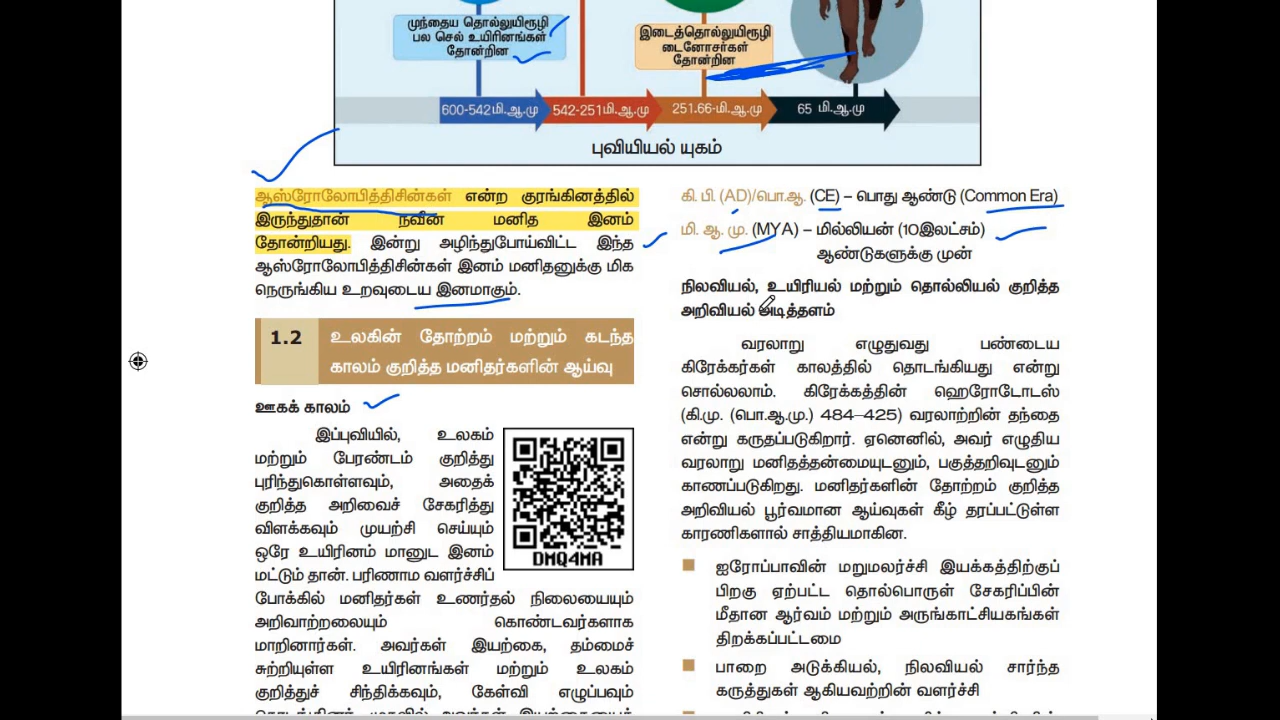 முந்தைய தொல்லுயிரூழி
பல செல் உயிரினங்கள்
தோன்றின
இடைத்தொல்லுயிரூழி
டைனோசர்கள்
தோன்றின
600-542மி.ஆ.மு
542-251மி.ஆ.மு
251.66-மி.ஆ.மு
65 மி.ஆ.மு
புவியியல் யுகம்
ஆஸ்ரோலோபித்திசின்கள் என்ற குரங்கினத்தில்
இருந்துதான் நவீன மனித இனம்
தோன்றியது. இன்று அழிந்துபோய்விட்ட இந்த
ஆஸ்ரோலோபித்திசின்கள் இனம் மனிதனுக்கு மிக
நெருங்கிய உறவுடைய இனமாகும்.
1.2
உலகின் தோற்றம் மற்றும் கடந்த
காலம் குறித்த மனிதர்களின் ஆய்வு
ஊகக் காலம்
இப்புவியில், உலகம்
மற்றும் பேரண்டம் குறித்து
புரிந்துகொள்ளவும், அதைக்
குறித்த அறிவைச் சேகரித்து
விளக்கவும் முயற்சி செய்யும்
ஒரே உயிரினம் மானுட இனம்
மட்டும் தான். பரிணாம வளர்ச்சிப்
DMQ4MA
போக்கில் மனிதர்கள் உணர்தல் நிலையையும்
அறிவாற்றலையும் கொண்டவர்களாக
மாறினார்கள். அவர்கள் இயற்கை, தம்மைச்
சுற்றியுள்ள உயிரினங்கள் மற்றும் உலகம்
குறித்துச் சிந்திக்கவும், கேள்வி எழுப்பவும்
கி. பி. (AD)/பொ.ஆ. (CE) – பொது ஆண்டு (Common Era)
மி. ஆ. மு. (MYA) – மில்லியன் (10இலட்சம்)
ஆண்டுகளுக்கு முன்
நிலவியல், உயிரியல் மற்றும் தொல்லியல் குறித்த
அறிவியல் அடித்தளம்
வரலாறு எழுதுவது பண்டைய
கிரேக்கர்கள் காலத்தில் தொடங்கியது என்று
சொல்லலாம். கிரேக்கத்தின் ஹெரோடோடஸ்
(கி.மு. (பொ.ஆ.மு.) 484–425) வரலாற்றின் தந்தை
என்று கருதப்படுகிறார். ஏனெனில், அவர் எழுதிய
வரலாறு மனிதத்தன்மையுடனும், பகுத்தறிவுடனும்
காணப்படுகிறது. மனிதர்களின் தோற்றம் குறித்த
அறிவியல் பூர்வமான ஆய்வுகள் கீழ் தரப்பட்டுள்ள
காரணிகளால் சாத்தியமாகின.
ஐரோப்பாவின் மறுமலர்ச்சி இயக்கத்திற்குப்
பிறகு ஏற்பட்ட தொல்பொருள் சேகரிப்பின்
மீதான ஆர்வம் மற்றும் அருங்காட்சியகங்கள்
திறக்கப்பட்டமை
பாறை அடுக்கியல், நிலவியல் சார்ந்த
கருத்துகள் ஆகியவற்றின் வளர்ச்சி